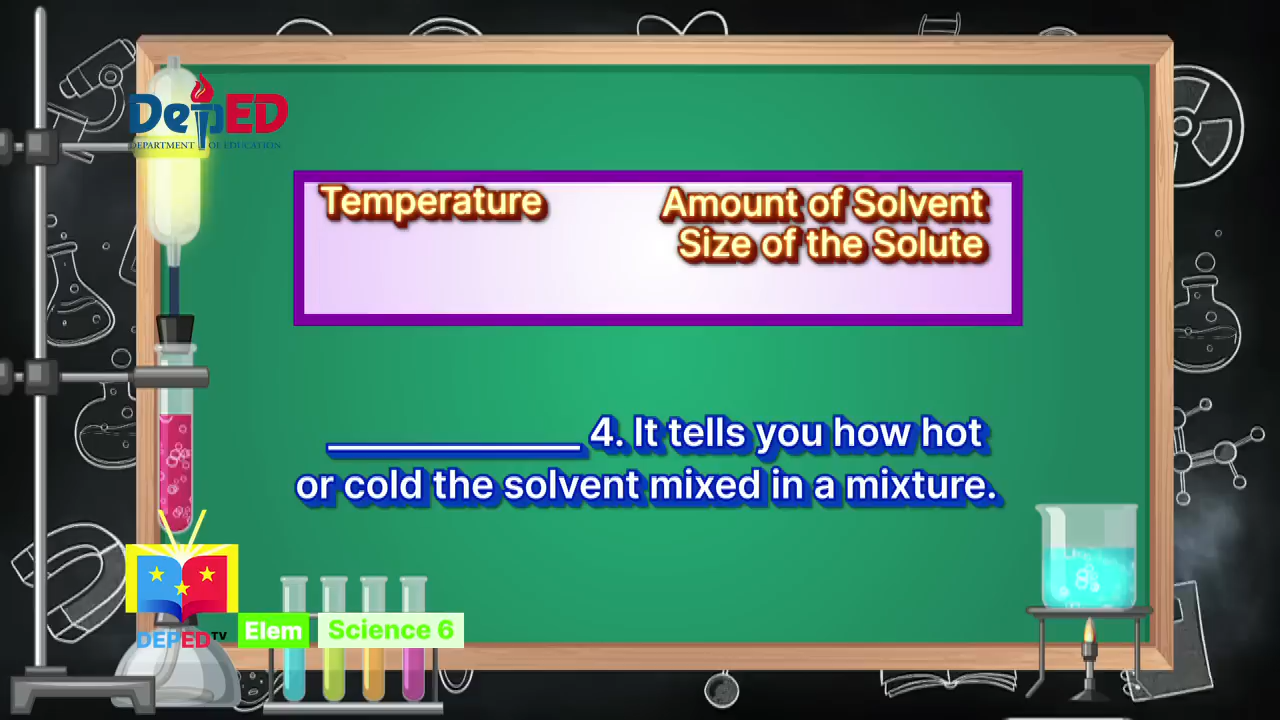 DepED
DEPARTMENT OF EDUCATION
Temperature
Amount of Solvent
Size of the Solute
____________ 4. It tells you how hot
or cold the solvent mixed in a mixture.
DEPED TV
Elem
Science 6